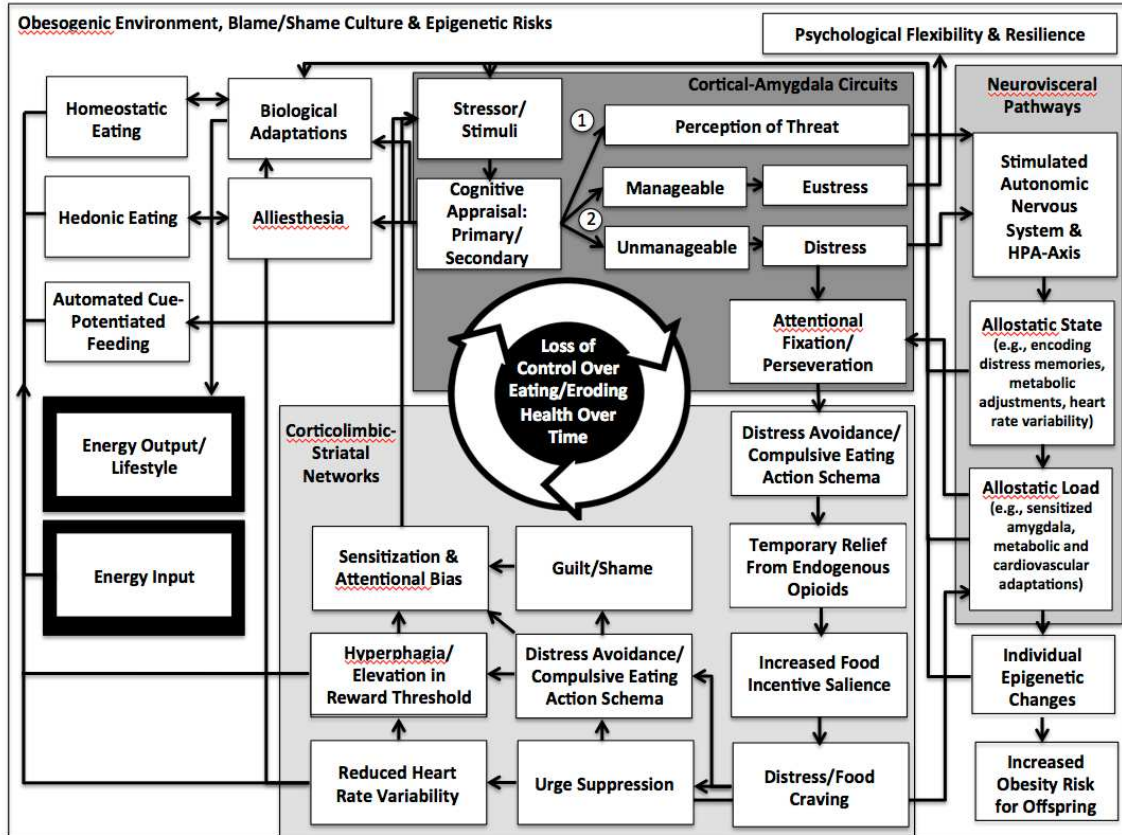 Obesogenic Environment, Blame/Shame Culture & Epigenetic Risks
Psychological Flexibility & Resilience
Homeostatic
Eating
Biological
Adaptations
Hedonic Eating
Alliesthesia
Automated Cue-
Potentiated
Feeding
Energy Output/
Lifestyle
Energy Input
Cortical-Amygdala Circuits
Stressor/
Stimuli
Cognitive
Appraisal:
Primary/
Secondary
1
Perception of Threat
Manageable
Eustress
2
Unmanageable
Distress
Attentional
Fixation/
Perseveration
Neurovisceral
Pathways
Stimulated
Autonomic
Nervous
System &
HPA-Axis
Allostatic State
(e.g., encoding
distress memories,
metabolic
adjustments, heart
rate variability)
Allostatic Load
(e.g., sensitized
amygdala,
metabolic and
cardiovascular
adaptations)
Individual
Epigenetic
Changes
Increased
Obesity Risk
for Offspring
Loss of
Control Over
Eating/Eroding
Health Over
Time
Corticolimbic-
Striatal
Networks
Distress Avoidance/
Compulsive Eating
Action Schema
Temporary Relief
From Endogenous
Opioids
Increased Food
Incentive Salience
Distress/Food
Craving
Sensitization &
Attentional Bias
Guilt/Shame
Hyperphagia/
Elevation in
Reward Threshold
Distress Avoidance/
Compulsive Eating
Action Schema
Reduced Heart
Rate Variability
Urge Suppression